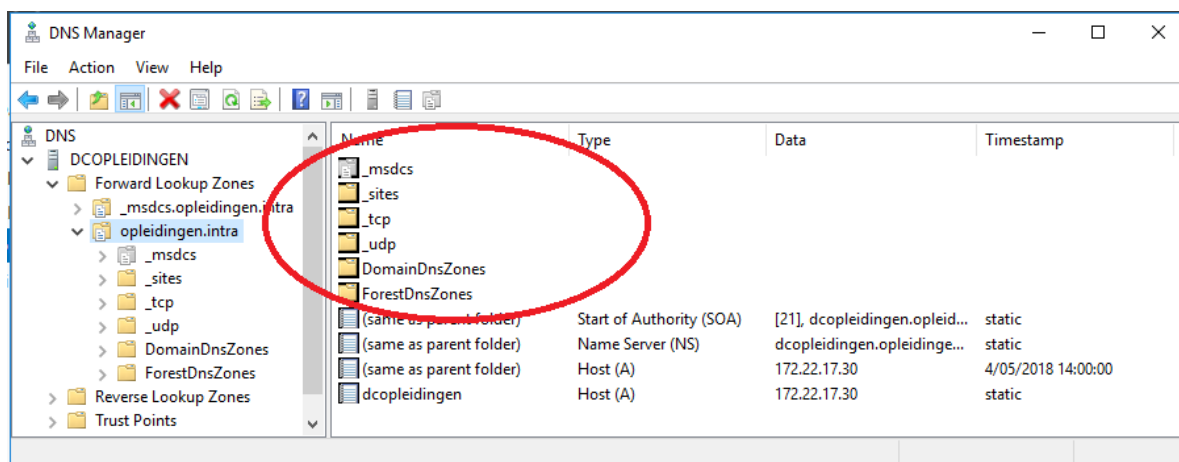 DNS Manager
File Action View Help
DNS
DCOPLEIDINGEN
Forward Lookup Zones
_msdcs.opleidingen.intra
opleidingen.intra
_msdcs
_sites
_tcp
_udp
DomainDnsZones
ForestDnsZones
Reverse Lookup Zones
Trust Points
Name Type Data Timestamp
_msdcs
_sites
_tcp
_udp
DomainDnsZones
ForestDnsZones
(same as parent folder) Start of Authority (SOA) [21], dcopleidingen.opleid... static
(same as parent folder) Name Server (NS) dcopleidingen.opleidinge... static
(same as parent folder) Host (A) 172.22.17.30 4/05/2018 14:00:00
dcopleidingen Host (A) 172.22.17.30 static